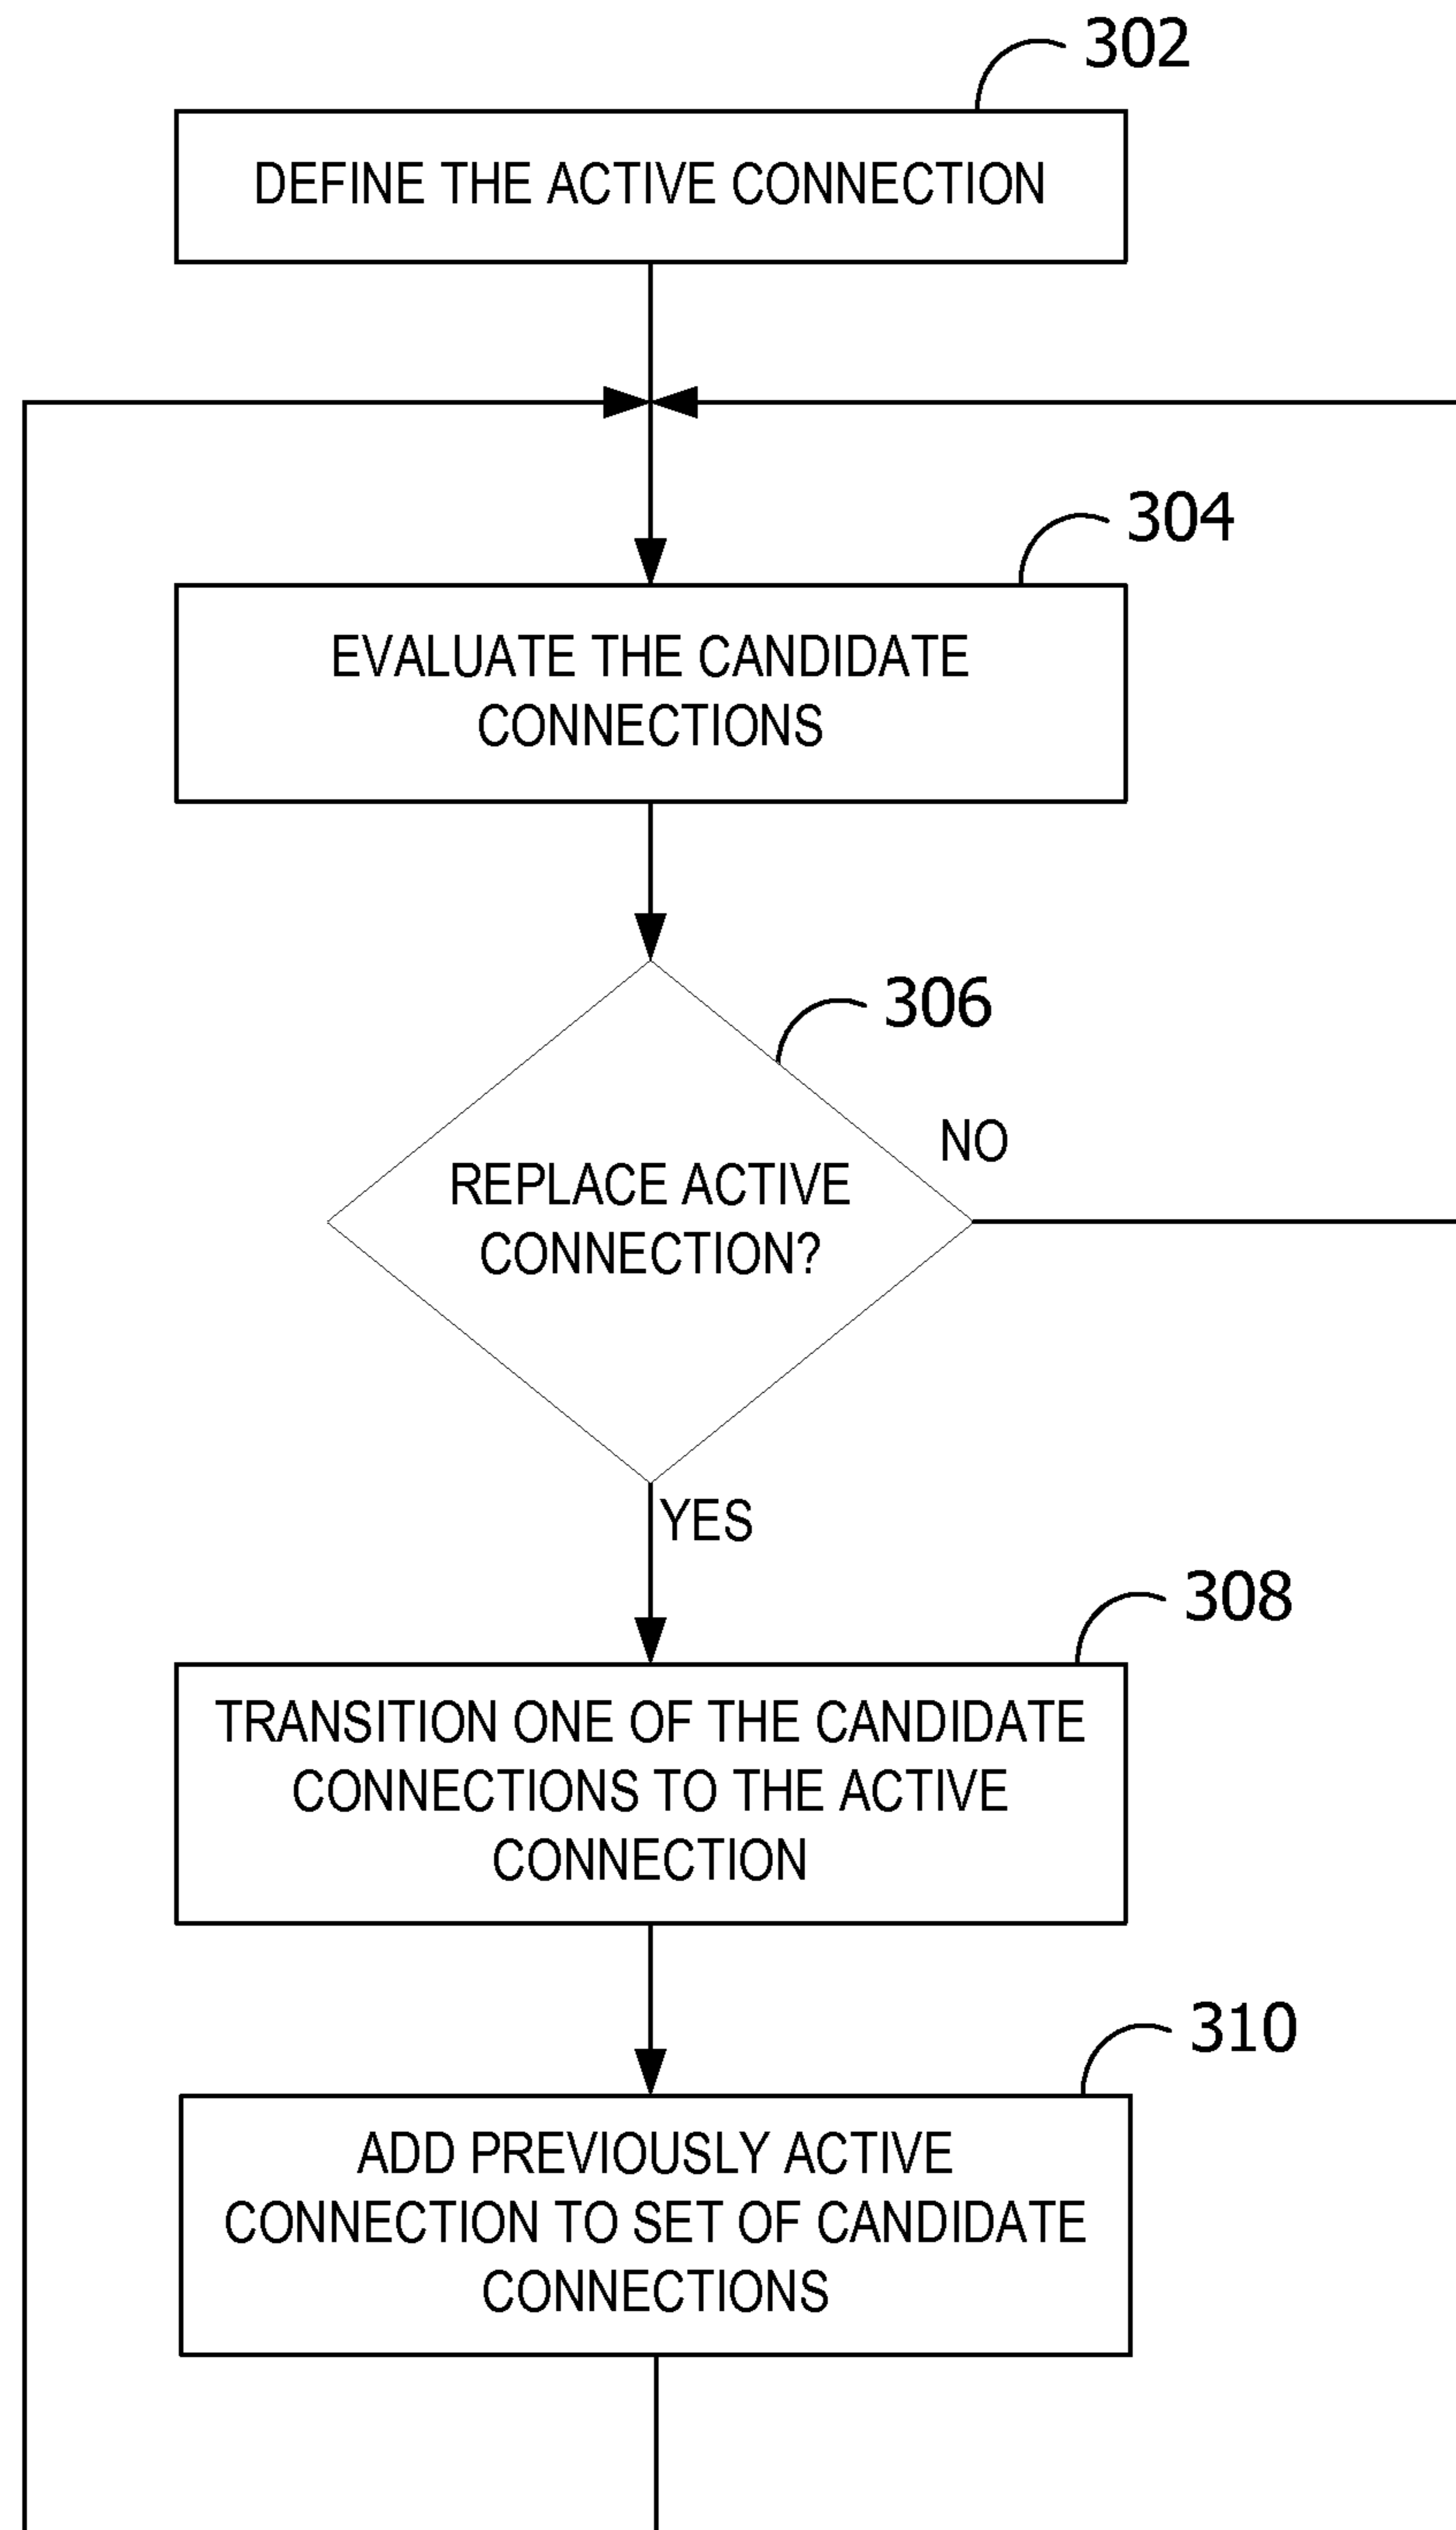 302
DEFINE THE ACTIVE CONNECTION
304
EVALUATE THE CANDIDATE
CONNECTIONS
306
NO
REPLACE ACTIVE
CONNECTION?
YES
308
TRANSITION ONE OF THE CANDIDATE
CONNECTIONS TO THE ACTIVE
CONNECTION
310
ADD PREVIOUSLY ACTIVE
CONNECTION TO SET OF CANDIDATE
CONNECTIONS